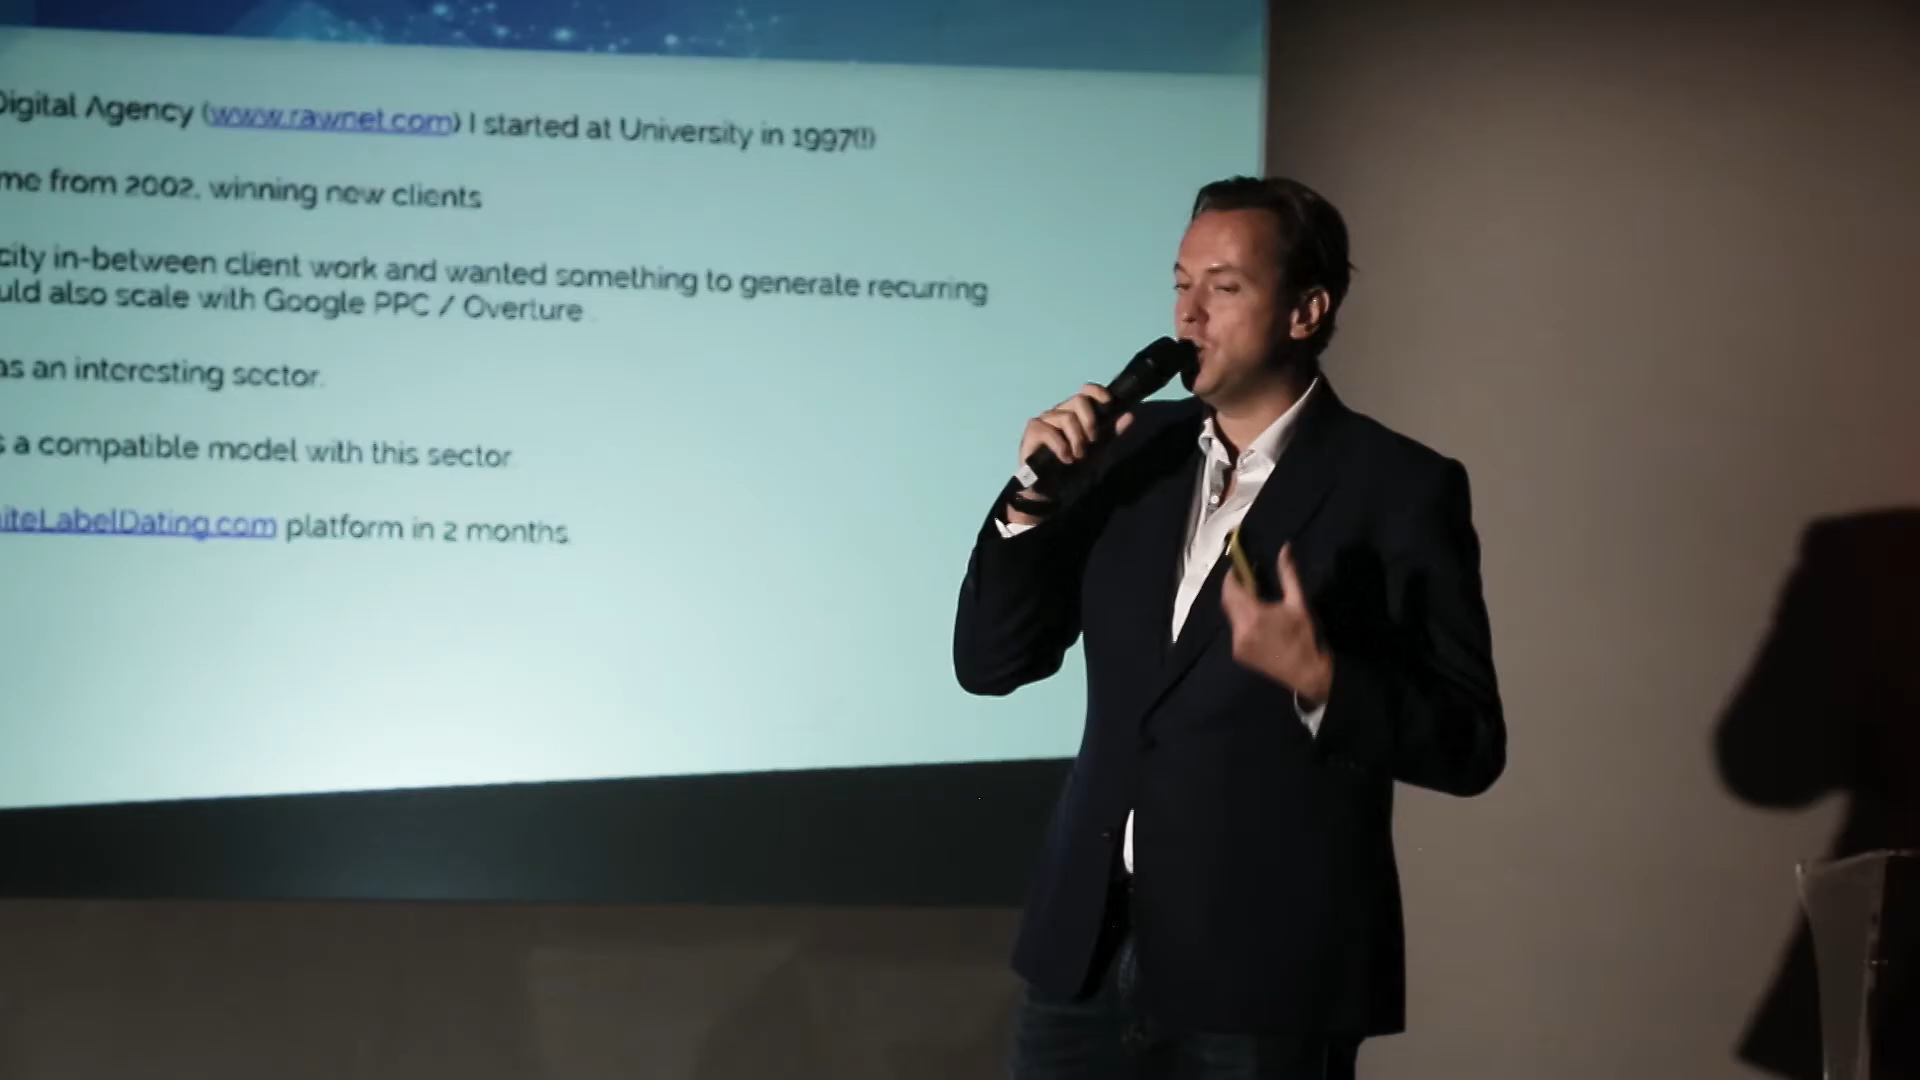 Digital Agency (www.rawnet.com) I started at University in 1997(!)
me from 2002, winning new clients
city in-between client work and wanted something to generate recurring
uld also scale with Google PPC / Overture
as an interesting sector.
s a compatible model with this sector
iteLabelDating.com platform in 2 months